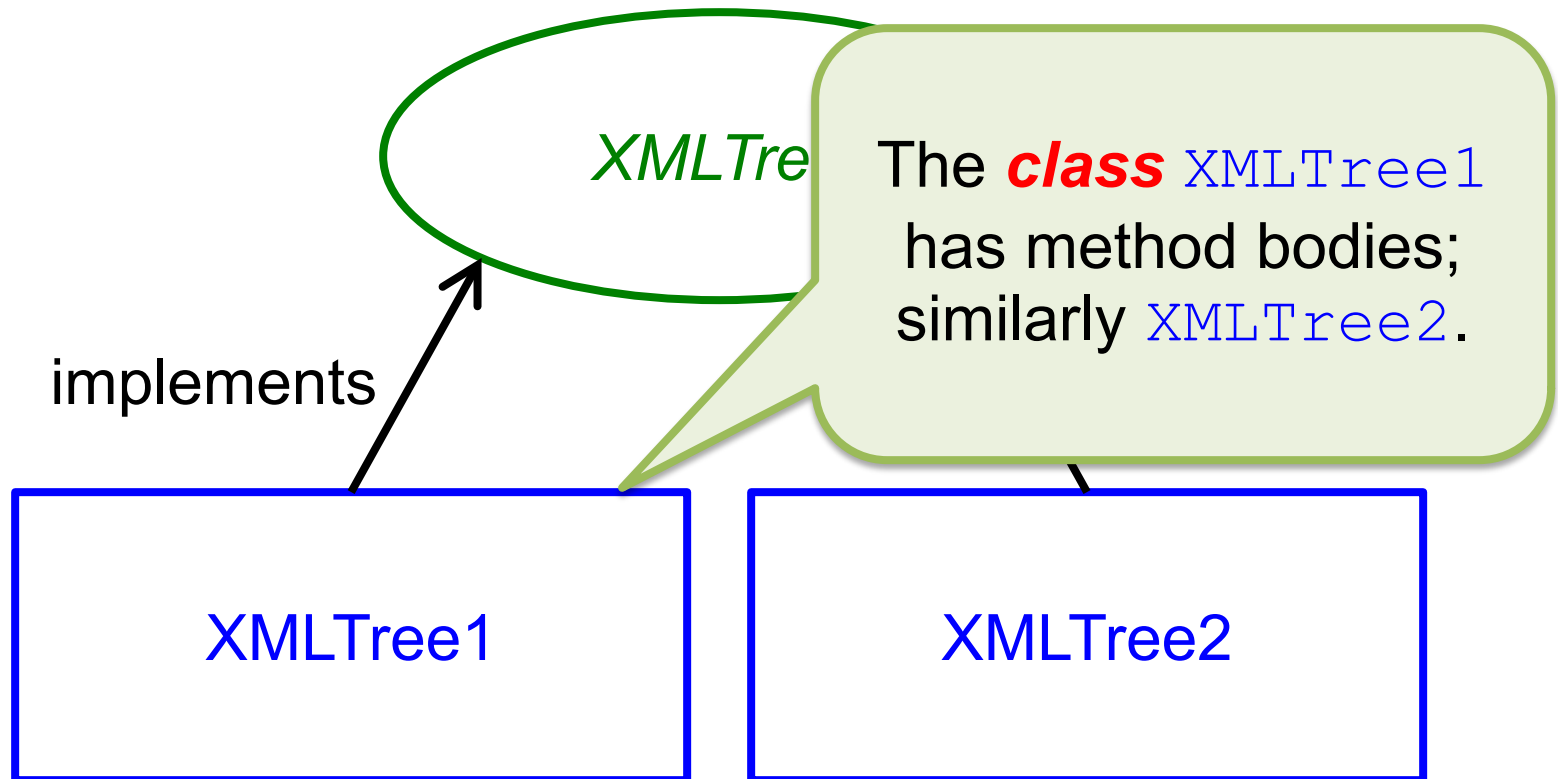 XMLTre
The class XMLTree1
has method bodies;
similarly XMLTree2.
implements
XMLTree1
XMLTree2